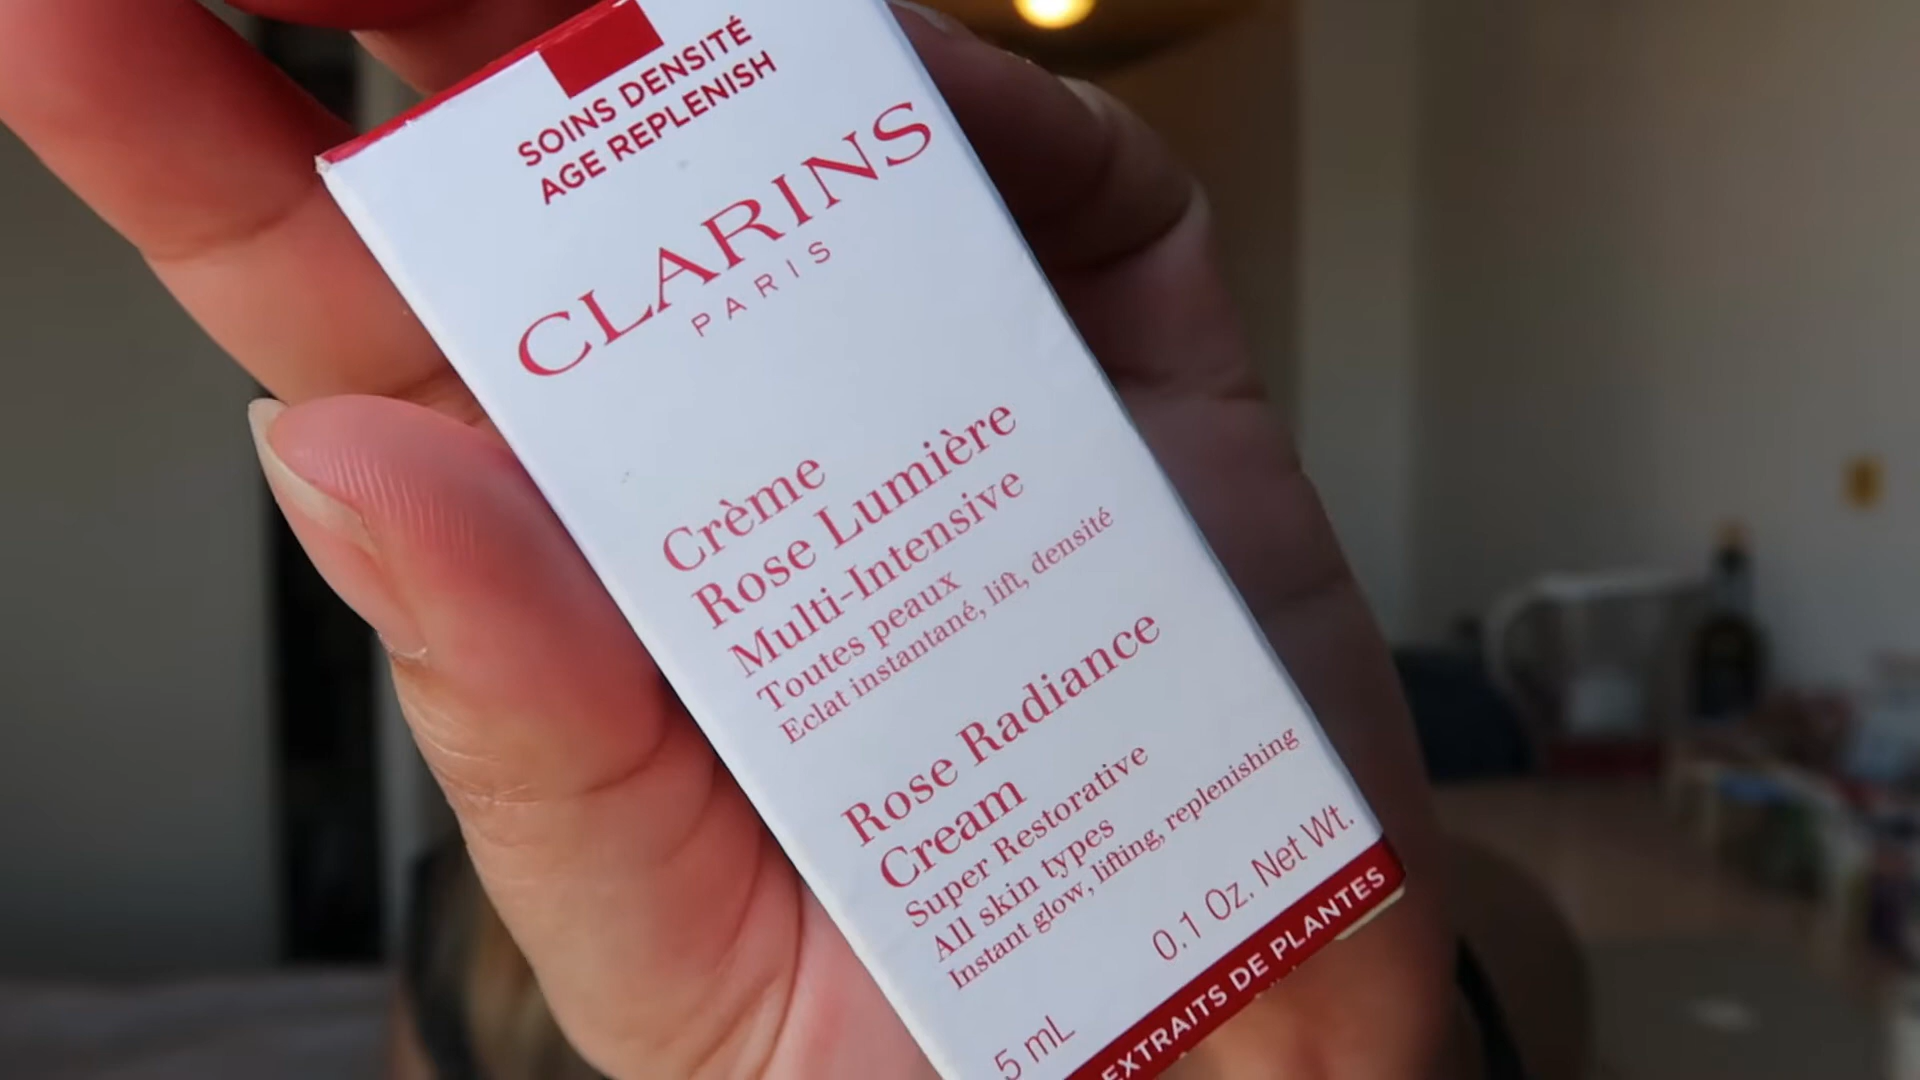 SOINS DENSITÉ
AGE REPLENISH
CLARINS
PARIS
Crème
Rose Lumière
Multi-Intensive
Toutes peaux
Eclat instantané, lift, densité
Rose Radiance
Cream
Super Restorative
All skin types
Instant glow, lifting, replenishing
5 mL 0.1 Oz. Net Wt.
EXTRAITS DE PLANTES